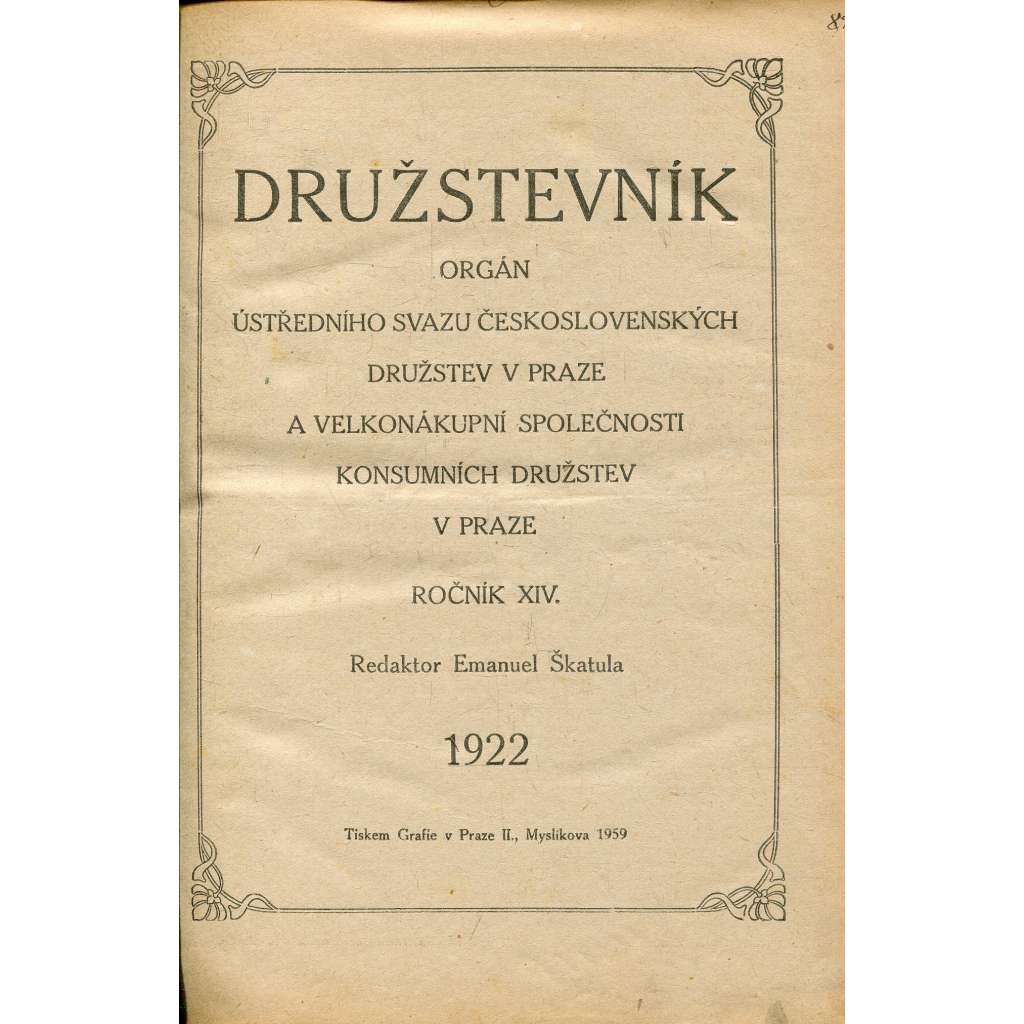 DRUŽSTEVNÍK
ORGÁN
ÚSTŘEDNÍHO SVAZU ČESKOSLOVENSKÝCH
DRUŽSTEV V PRAZE
A VELKONÁKUPNÍ SPOLEČNOSTI
KONSUMNÍCH DRUŽSTEV
V PRAZE
ROČNÍK XIV.
Redaktor Emanuel Škatula
1922
Tiskem Grafie v Praze II., Myslíkova 1959